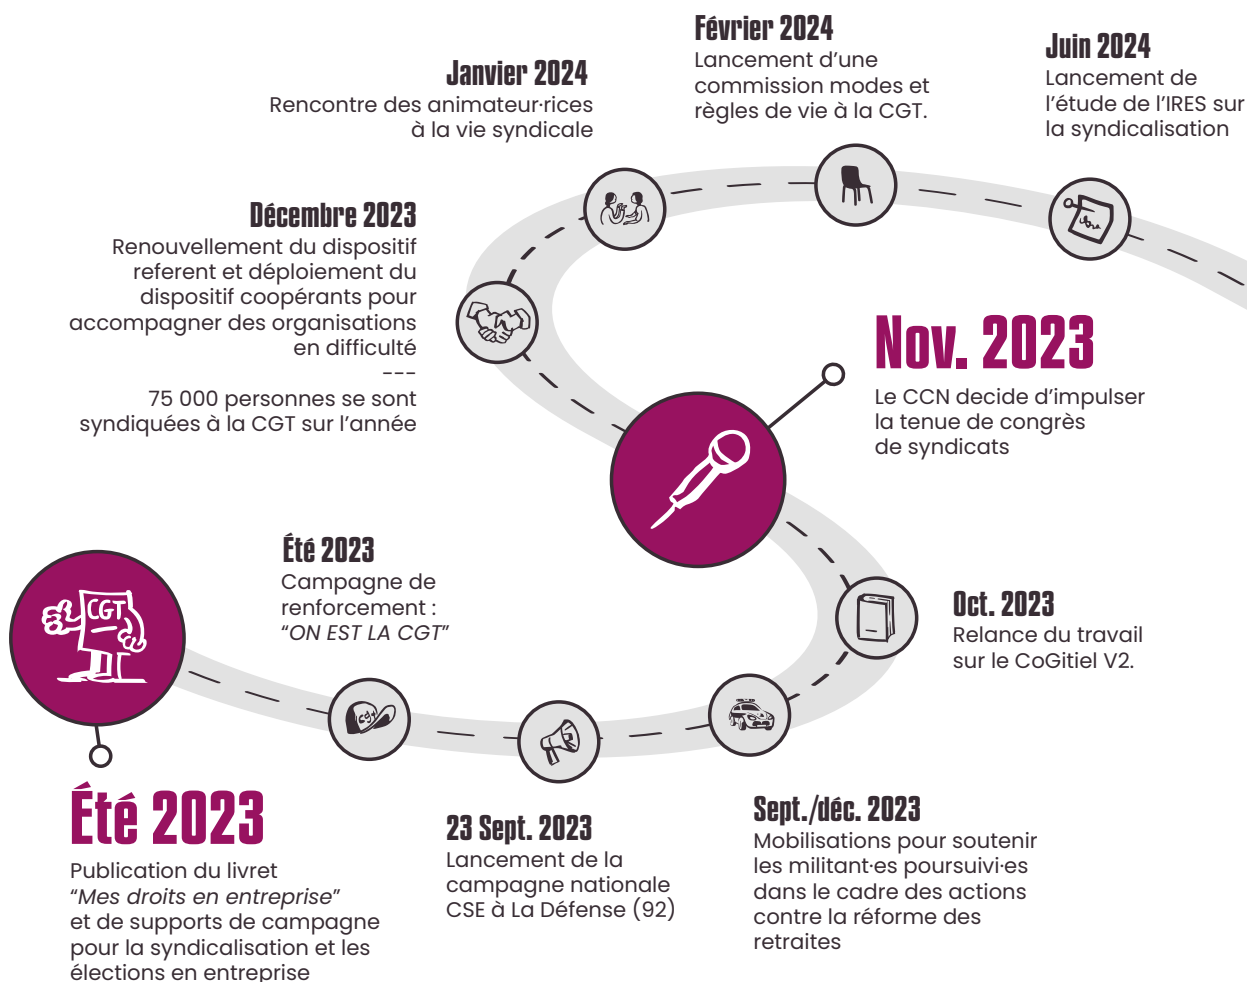 Février 2024
Lancement d'une
commission modes et
règles de vie à la CGT.
Juin 2024
Lancement de
l'étude de l'IRES sur
la syndicalisation
Janvier 2024
Rencontre des animateur·rices
à la vie syndicale
Décembre 2023
Renouvellement du dispositif
referent et déploiement du
dispositif coopérants pour
accompagner des organisations
en difficulté
---
75 000 personnes se sont
syndiquées à la CGT sur l'année
Nov. 2023
Le CCN decide d'impulser
la tenue de congrès
de syndicats
Été 2023
Campagne de
renforcement :
“ON EST LA CGT”
Oct. 2023
Relance du travail
sur le CoGitiel V2.
CGT
cgt
Été 2023
Publication du livret
“Mes droits en entreprise”
et de supports de campagne
pour la syndicalisation et les
élections en entreprise
23 Sept. 2023
Lancement de la
campagne nationale
CSE à La Défense (92)
Sept./déc. 2023
Mobilisations pour soutenir
les militant·es poursuivi·es
dans le cadre des actions
contre la réforme des
retraites